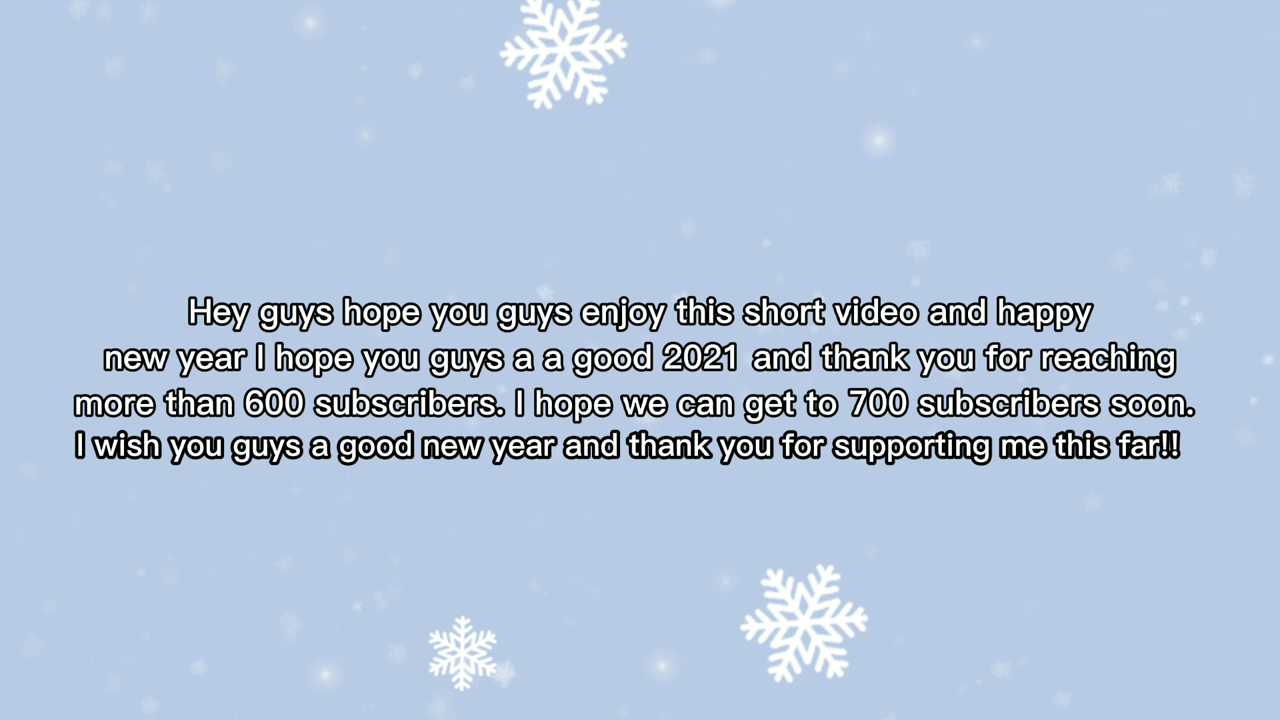 Hey guys hope you guys enjoy this short video and happy
new year I hope you guys a a good 2021 and thank you for reaching
more than 600 subscribers. I hope we can get to 700 subscribers soon.
I wish you guys a good new year and thank you for supporting me this far!!